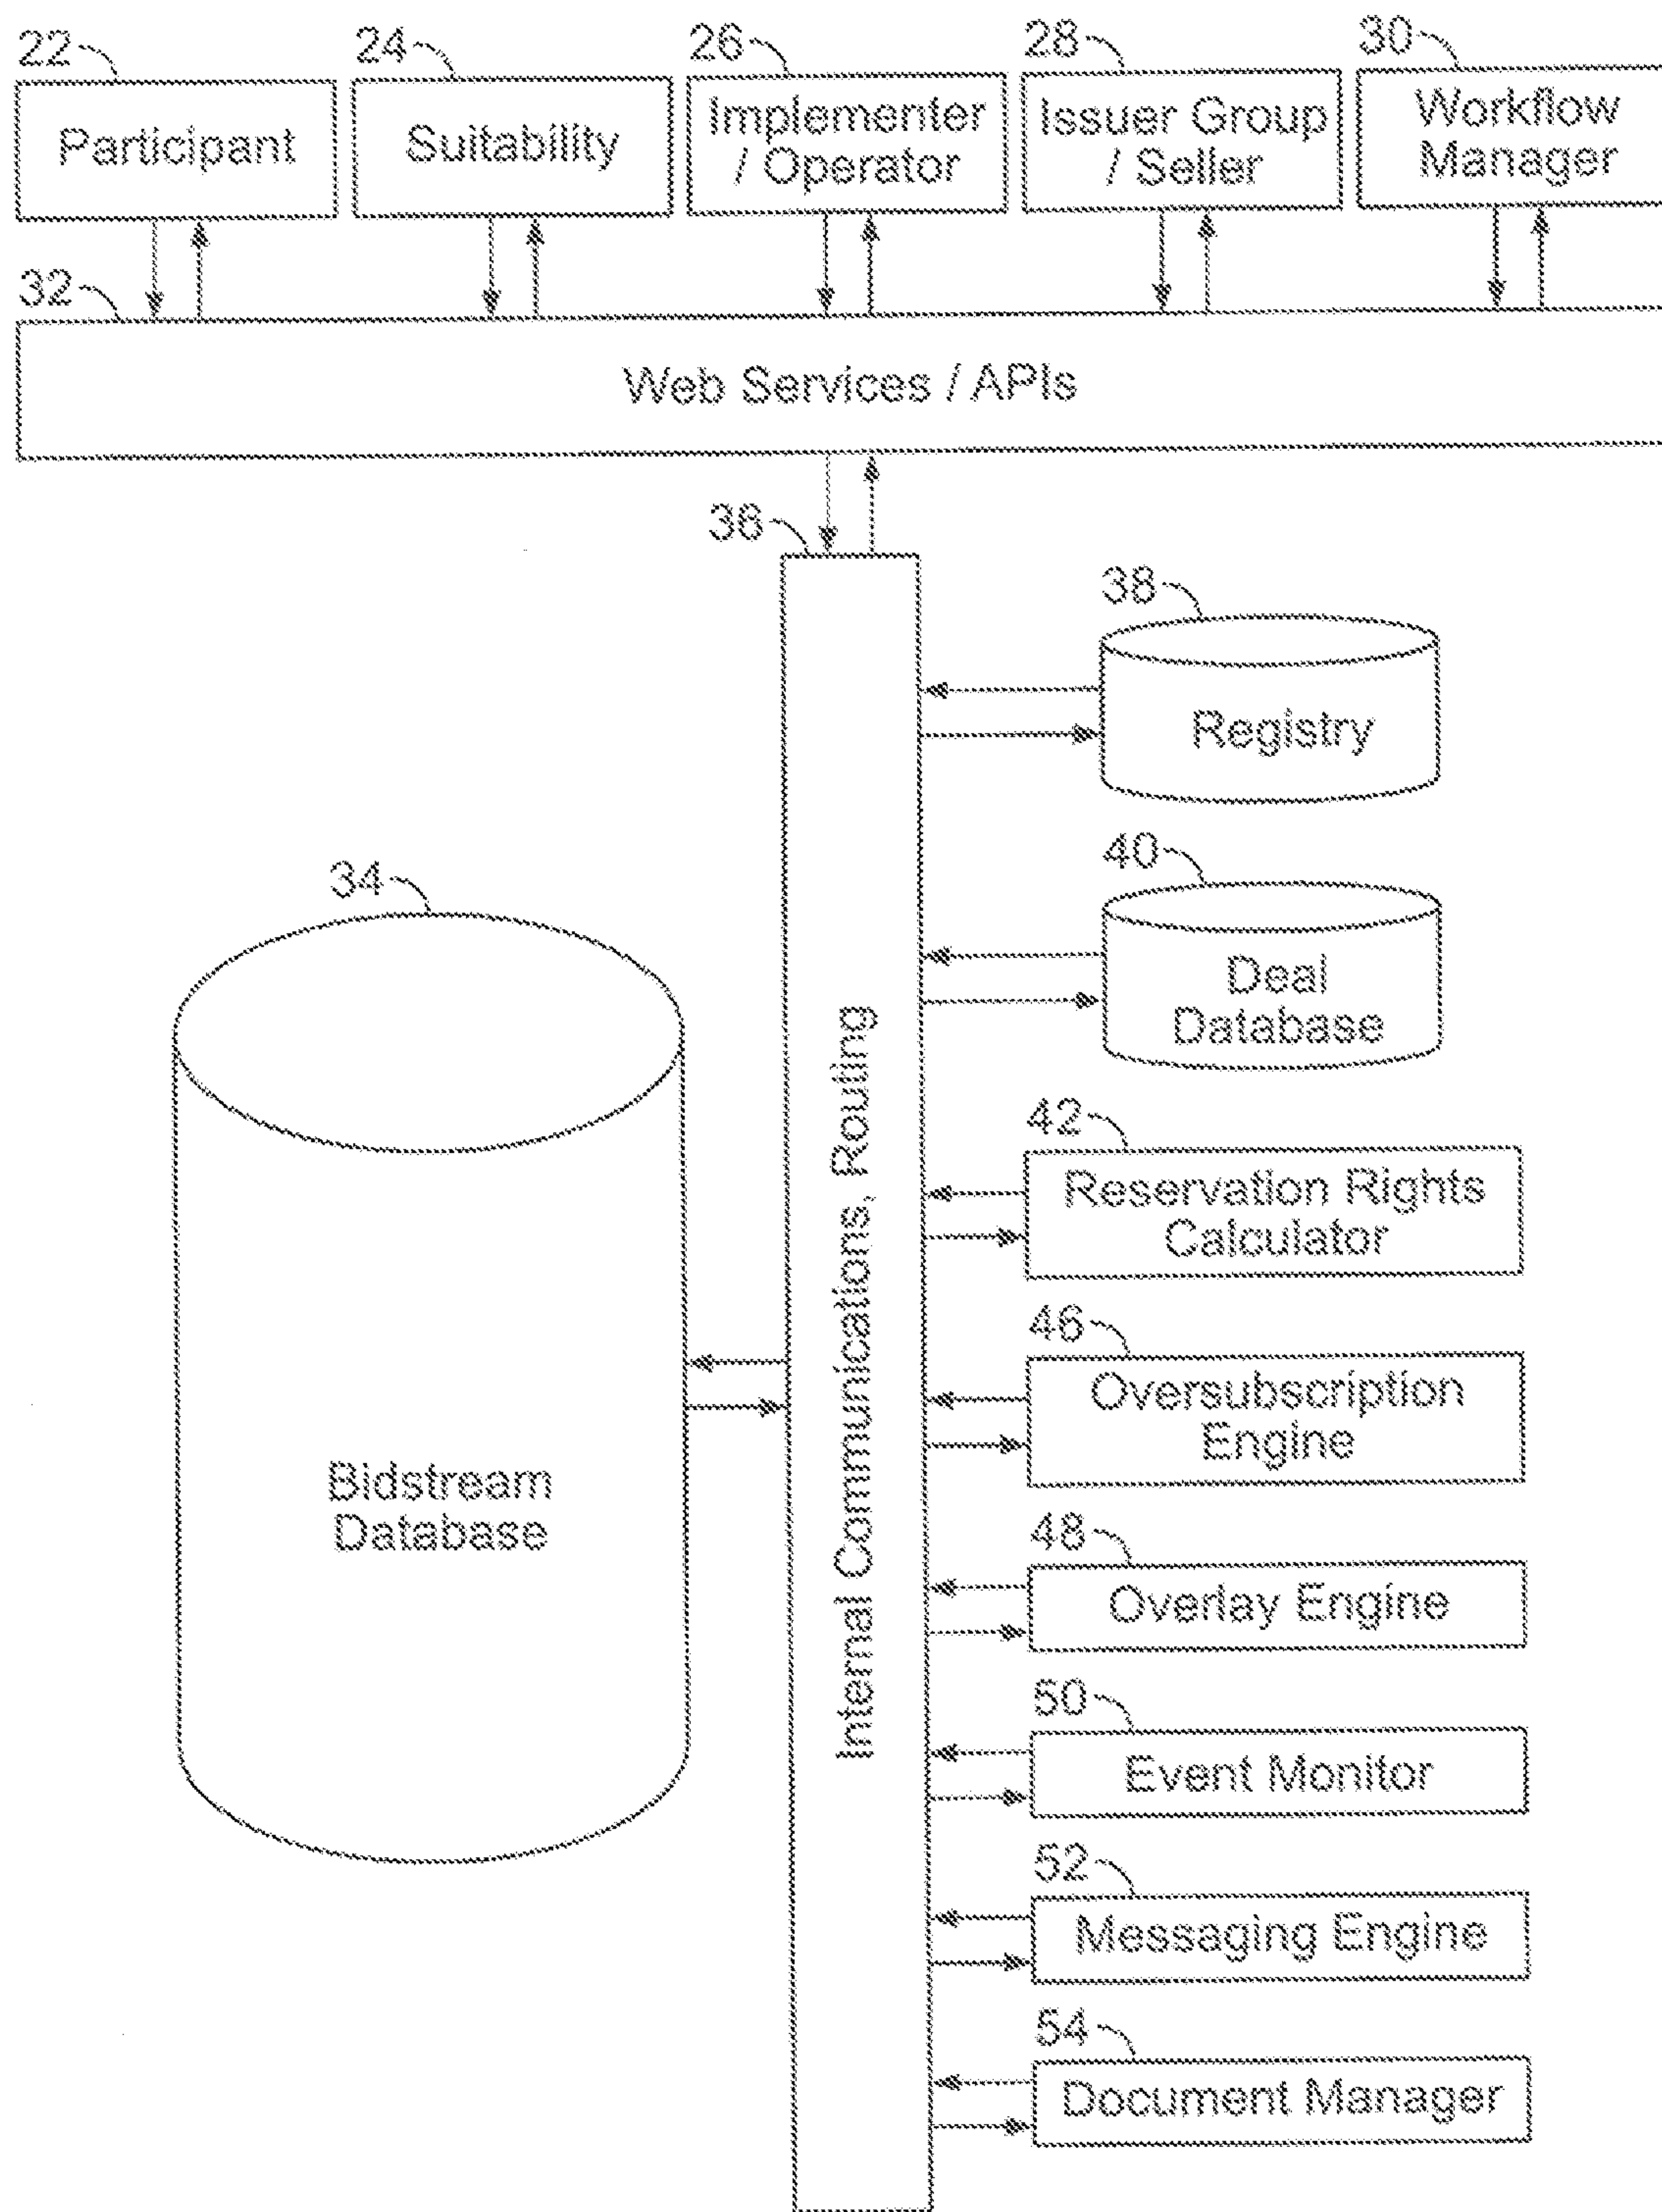 22
24
26
28
30
Participant
Suitability
Implementer
/ Operator
Issuer Group
/ Seller
Workflow
Manager
32
Web Services / APIs
36
38
Registry
40
Deal
Database
34
Bidstream
Database
Internal Communications, Routing
42
Reservation Rights
Calculator
46
Oversubscription
Engine
48
Overlay Engine
50
Event Monitor
52
Messaging Engine
54
Document Manager